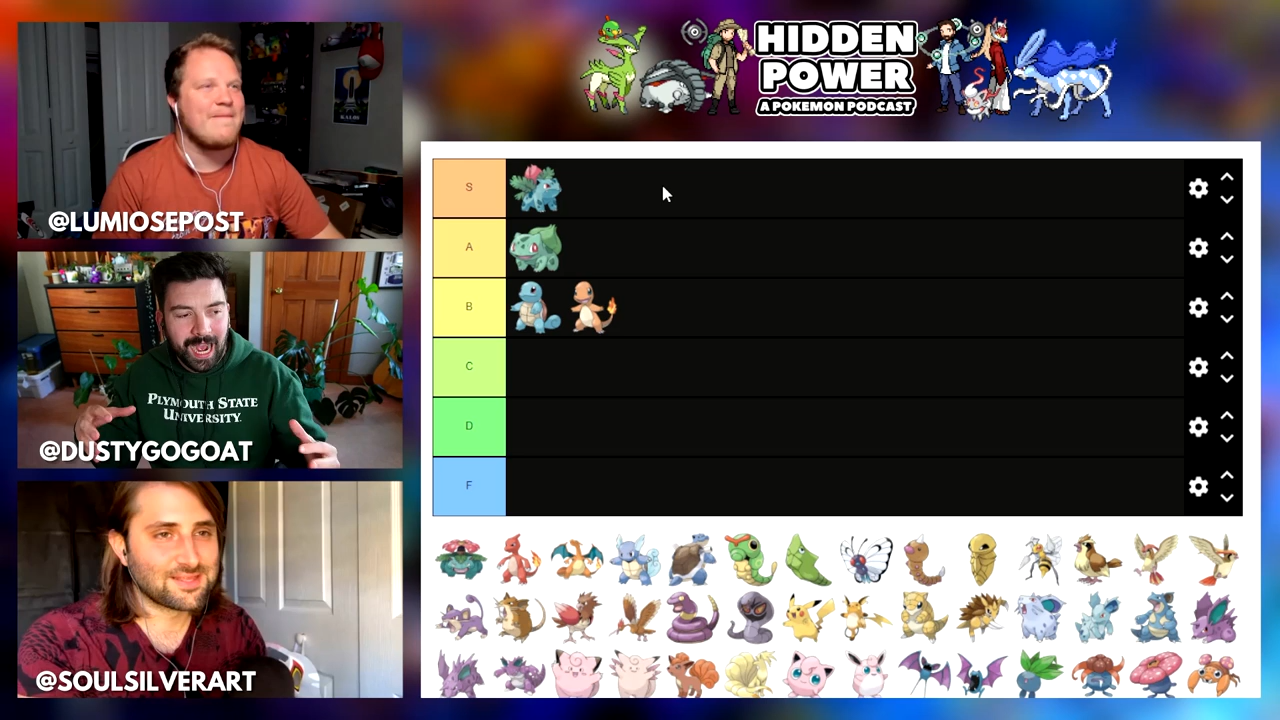 HIDDEN
POWER
A POKEMON PODCAST
@LUMIOSEPOST
PLYMOUTH STATE
UNIVERSITY.
@DUSTYGOGOAT
@SOULSILVERART
S
A
B
C
D
F